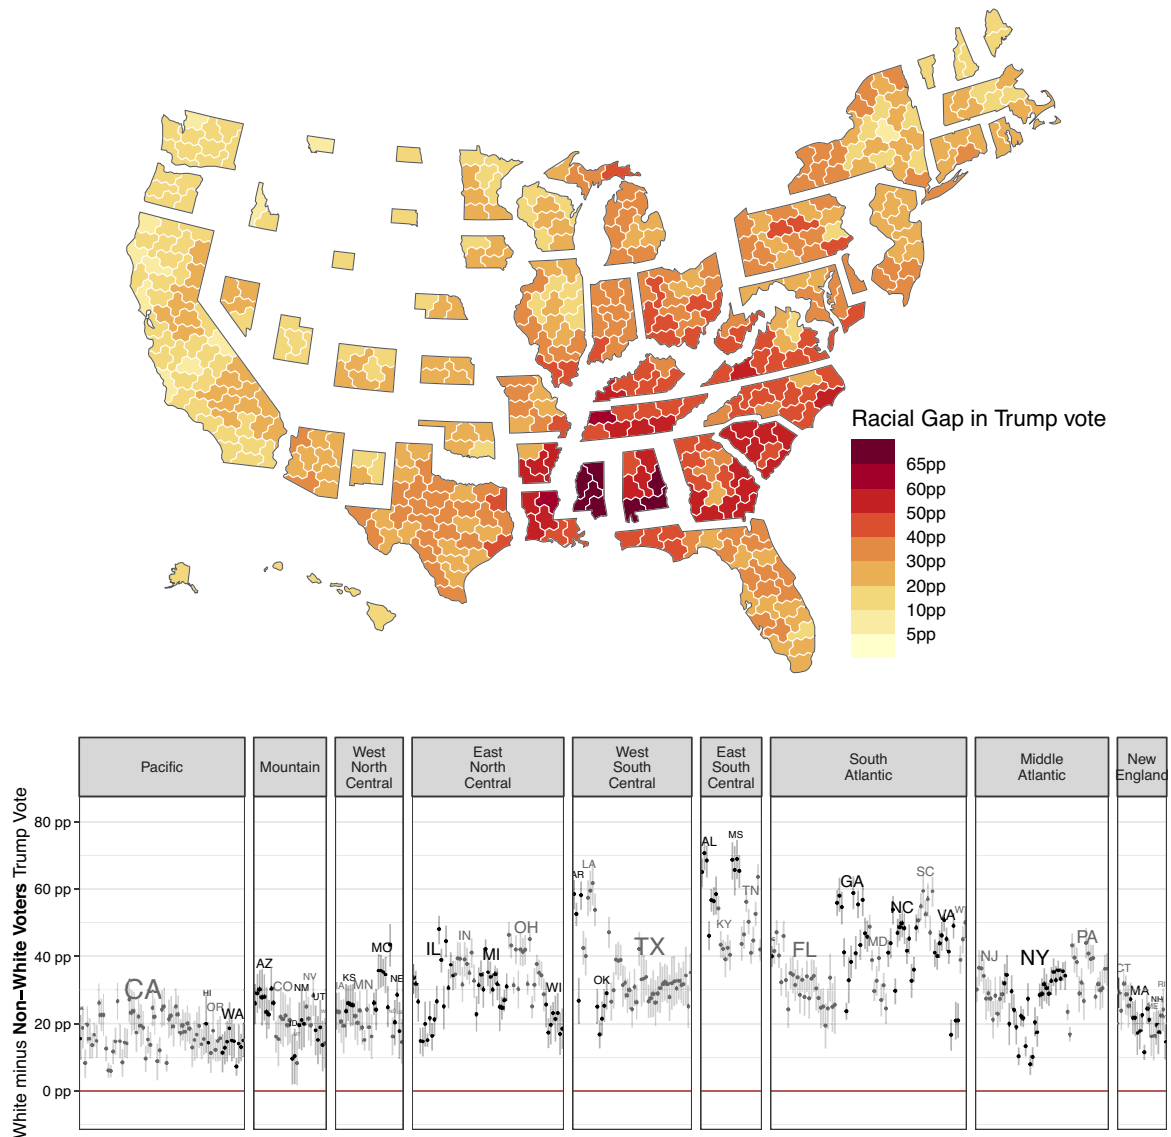 Racial Gap in Trump vote
65pp
60pp
50pp
40pp
30pp
20pp
10pp
5pp
White minus Non−White Voters Trump Vote
Pacific
Mountain
West
North
Central
East
North
Central
West
South
Central
East
South
Central
South
Atlantic
Middle
Atlantic
New
England
80 pp
60 pp
40 pp
20 pp
0 pp
CA
HI
OR
WA
AZ
NV
CO
NM
UT
ID
MO
KS
IA
MN
NE
IL
IN
MI
OH
WI
LA
AR
TX
OK
AL
MS
TN
KY
SC
GA
NC
VA
FL
MD
NJ
NY
PA
CT
MA
NH
ME
RI